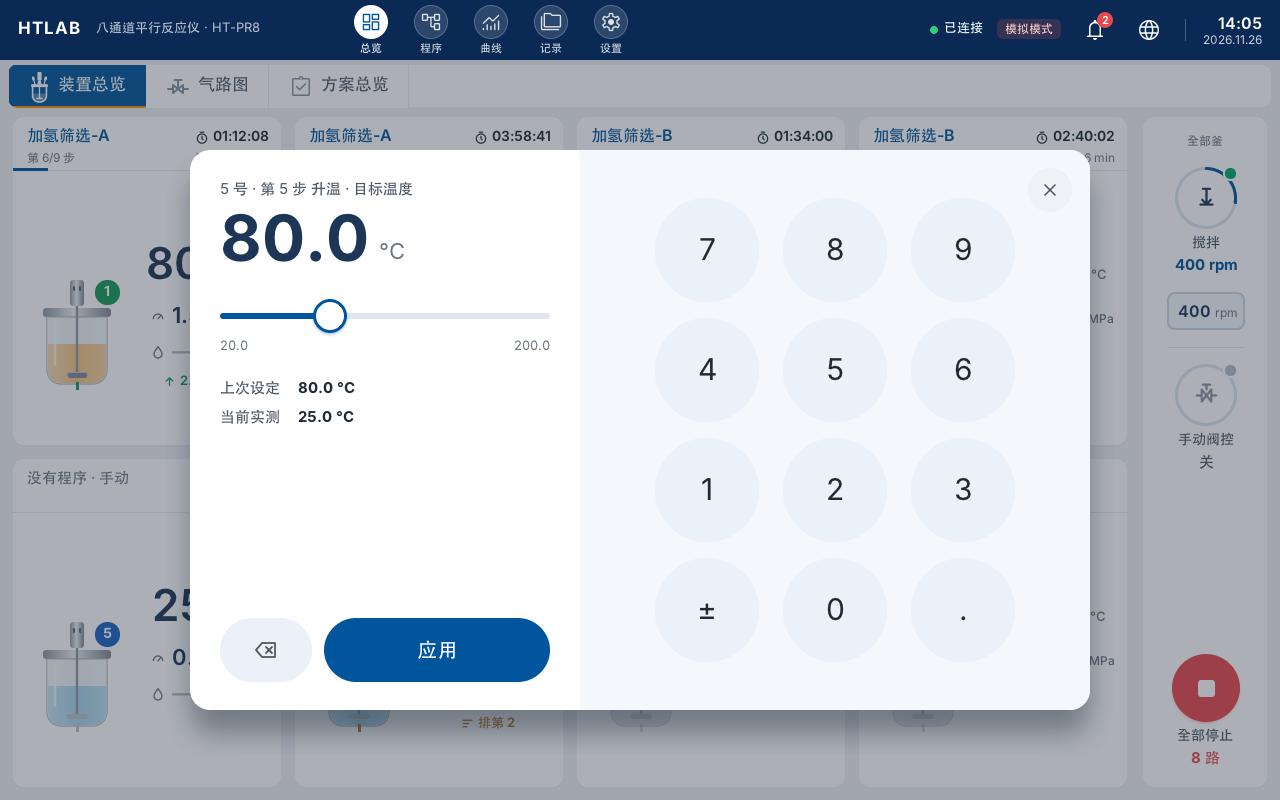 HTLAB 八通道平行反应仪 · HT-PR8
总览 程序 曲线 记录 设置
已连接 模拟模式 2
14:05
2026.11.26
装置总览 气路图 方案总览
加氢筛选-A 01:12:08 加氢筛选-A 03:58:41 加氢筛选-B 01:34:00 加氢筛选-B 02:40:02
第 6/9 步
全部釜
5 号 · 第 5 步 升温 · 目标温度
80.0 °C
20.0 200.0
上次设定 80.0 °C
当前实测 25.0 °C
应用
7 8 9
4 5 6
1 2 3
± 0 .
1
°C
MPa
搅拌
400 rpm
400 rpm
手动阀控
关
没有程序 · 手动
5
°C
MPa
排第 2
全部停止
8 路